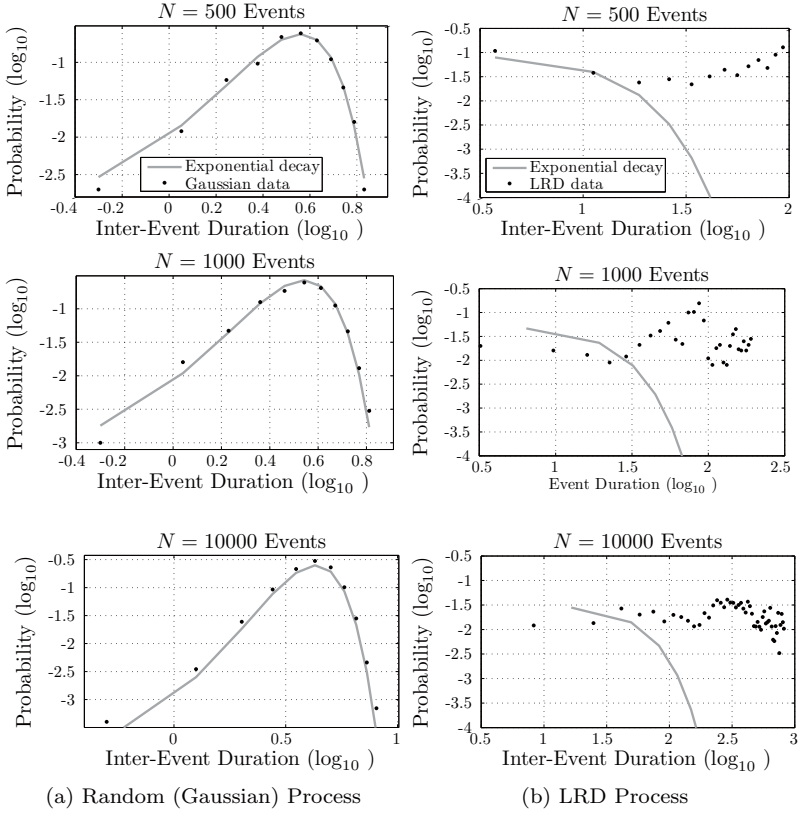 N = 500 Events
Probability (log10)
-1
-1.5
-2
-2.5
Exponential decay
Gaussian data
-0.4 -0.2 0 0.2 0.4 0.6 0.8
Inter-Event Duration (log10 )
N = 500 Events
Probability (log10)
-0.5
-1
-1.5
-2
-2.5
-3
-3.5
-4
Exponential decay
LRD data
0.5 1 1.5 2
Inter-Event Duration (log10 )
N = 1000 Events
Probability (log10)
-1
-1.5
-2
-2.5
-3
-0.4 -0.2 0 0.2 0.4 0.6 0.8
Inter-Event Duration (log10 )
N = 1000 Events
Probability (log10)
-0.5
-1
-1.5
-2
-2.5
-3
-3.5
-4
0.5 1 1.5 2 2.5
Event Duration (log10 )
N = 10000 Events
Probability (log10)
-0.5
-1
-1.5
-2
-2.5
-3
0 0.5 1
Inter-Event Duration (log10 )
N = 10000 Events
Probability (log10)
-0.5
-1
-1.5
-2
-2.5
-3
-3.5
-4
0.5 1 1.5 2 2.5 3
Inter-Event Duration (log10 )
(a) Random (Gaussian) Process
(b) LRD Process